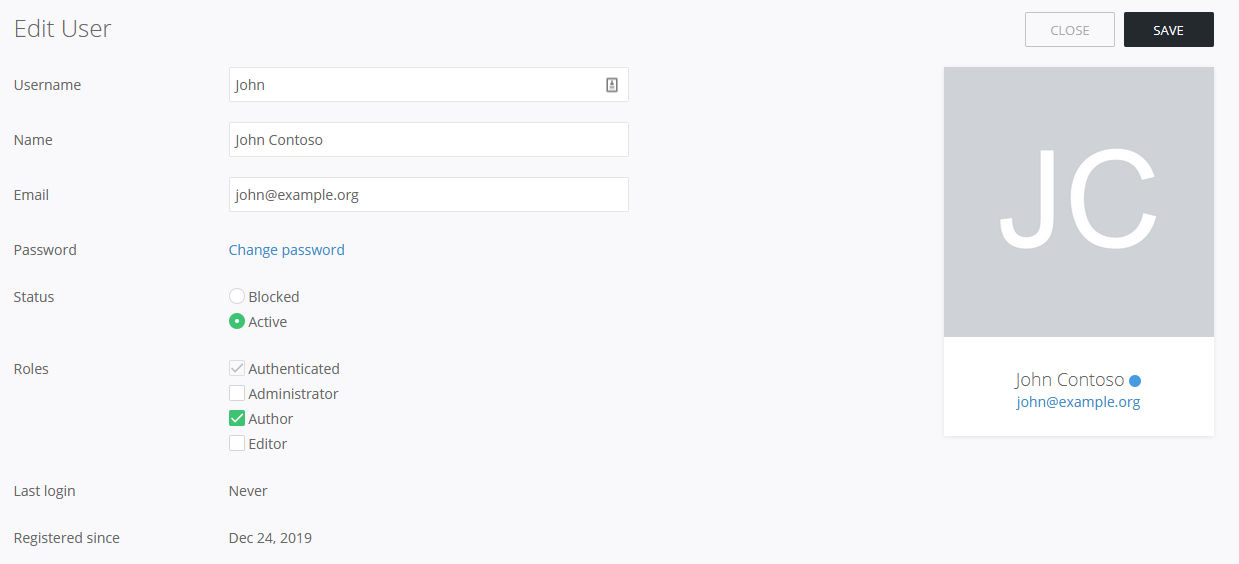 Edit User
CLOSE
SAVE
Username
John
Name
John Contoso
Email
john@example.org
Password
Change password
Status
Blocked
Active
Roles
Authenticated
Administrator
Author
Editor
Last login
Never
Registered since
Dec 24, 2019
JC
John Contoso
john@example.org